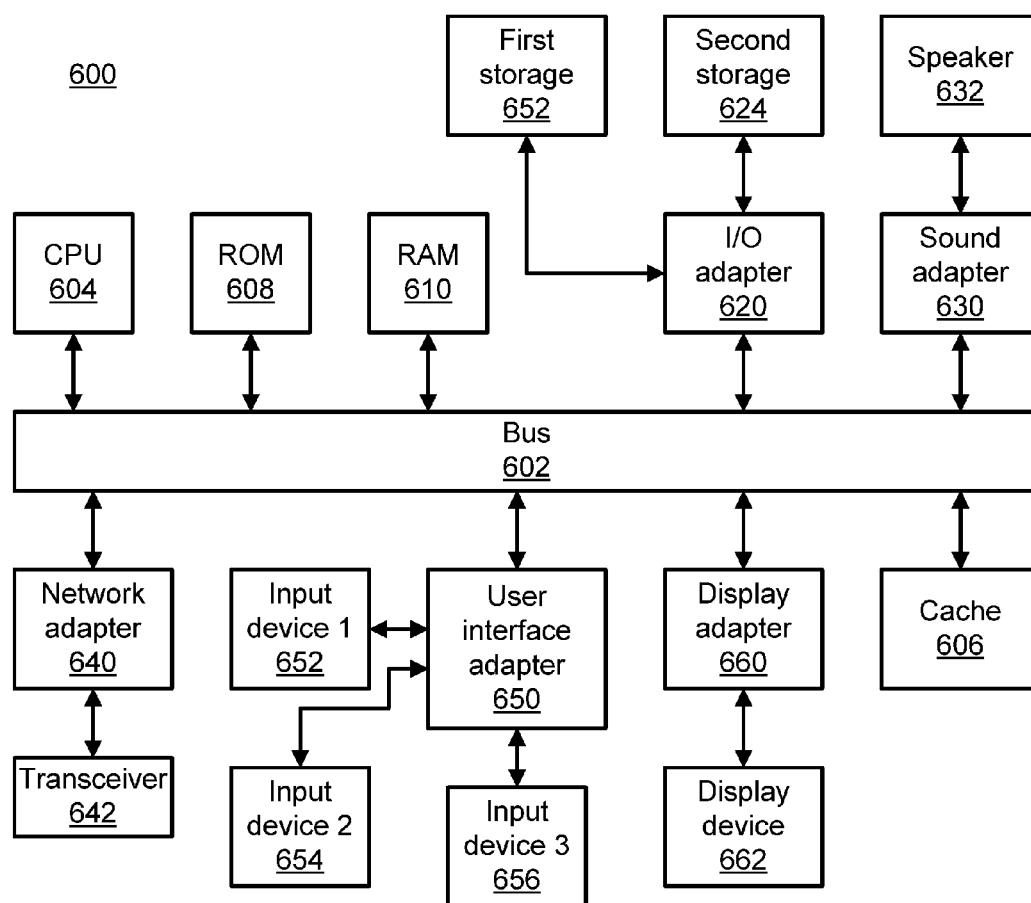 600
First
storage
652
Second
storage
624
Speaker
632
CPU
604
ROM
608
RAM
610
I/O
adapter
620
Sound
adapter
630
Bus
602
Network
adapter
640
Input
device 1
652
User
interface
adapter
650
Display
adapter
660
Cache
606
Transceiver
642
Input
device 2
654
Input
device 3
656
Display
device
662